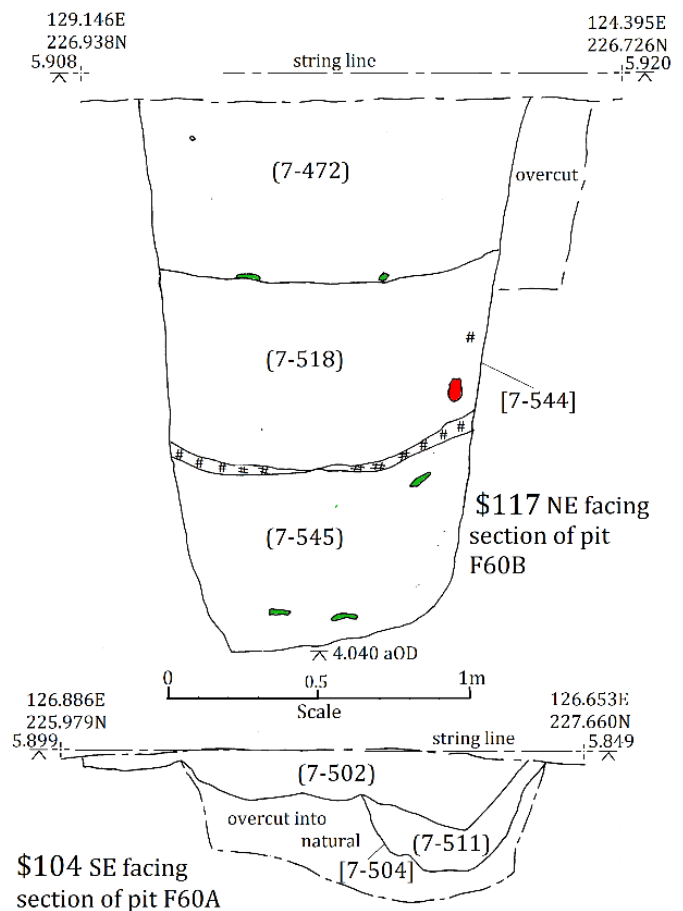 129.146E
226.938N
5.908
string line
124.395E
226.726N
5.920
(7-472)
overcut
(7-518)
#
[7-544]
# # # # # # # # # # # #
$117 NE facing
section of pit
F60B
(7-545)
4.040 aOD
0 0.5 1m
Scale
126.886E
225.979N
5.899
string line
126.653E
227.660N
5.849
(7-502)
overcut into
natural
(7-511)
[7-504]
$104 SE facing
section of pit F60A